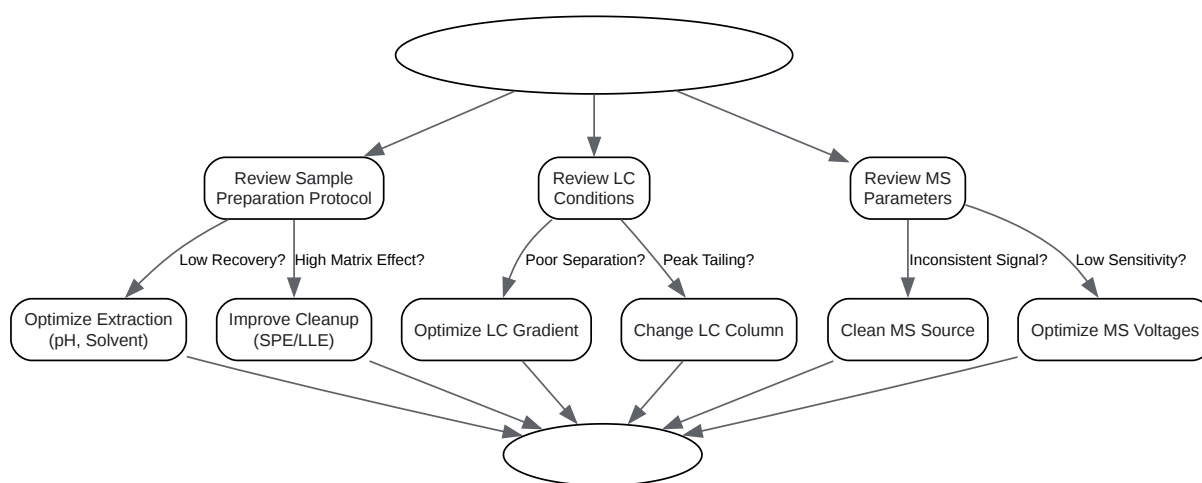 Review Sample
Preparation Protocol
Review LC
Conditions
Review MS
Parameters
Low Recovery?
High Matrix Effect?
Poor Separation?
Peak Tailing?
Inconsistent Signal?
Low Sensitivity?
Optimize Extraction
(pH, Solvent)
Improve Cleanup
(SPE/LLE)
Optimize LC Gradient
Change LC Column
Clean MS Source
Optimize MS Voltages